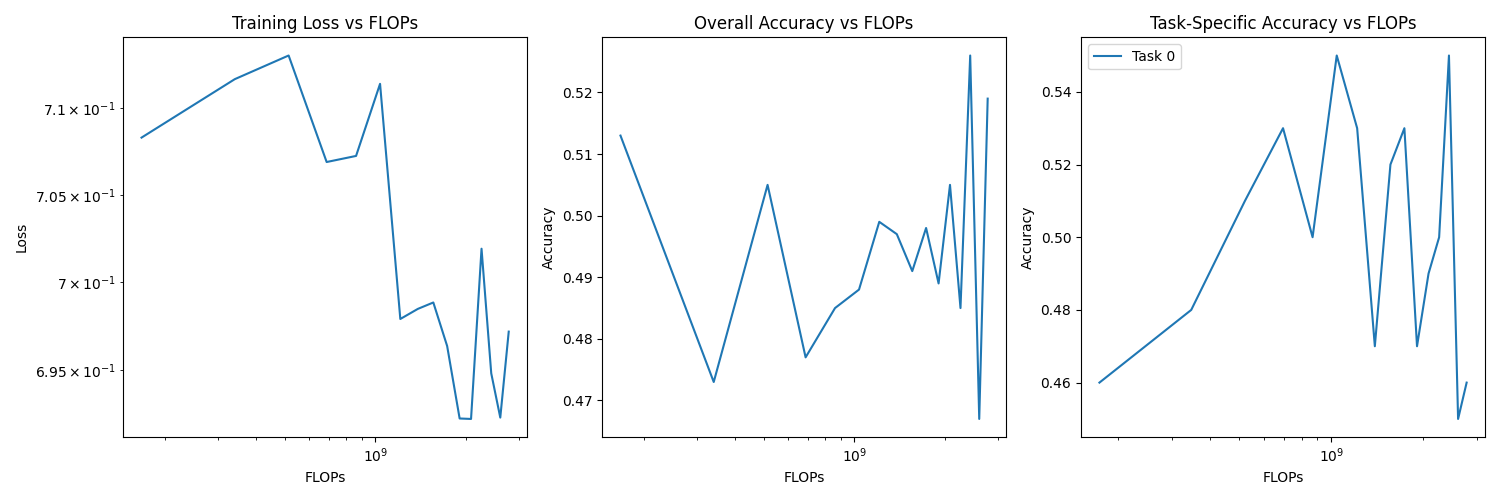 Training Loss vs FLOPs
7.1 × 10⁻¹
7.05 × 10⁻¹
7 × 10⁻¹
6.95 × 10⁻¹
Loss
10⁹
FLOPs
Overall Accuracy vs FLOPs
0.52
0.51
0.50
0.49
0.48
0.47
Accuracy
10⁹
FLOPs
Task-Specific Accuracy vs FLOPs
Task 0
0.54
0.52
0.50
0.48
0.46
Accuracy
10⁹
FLOPs